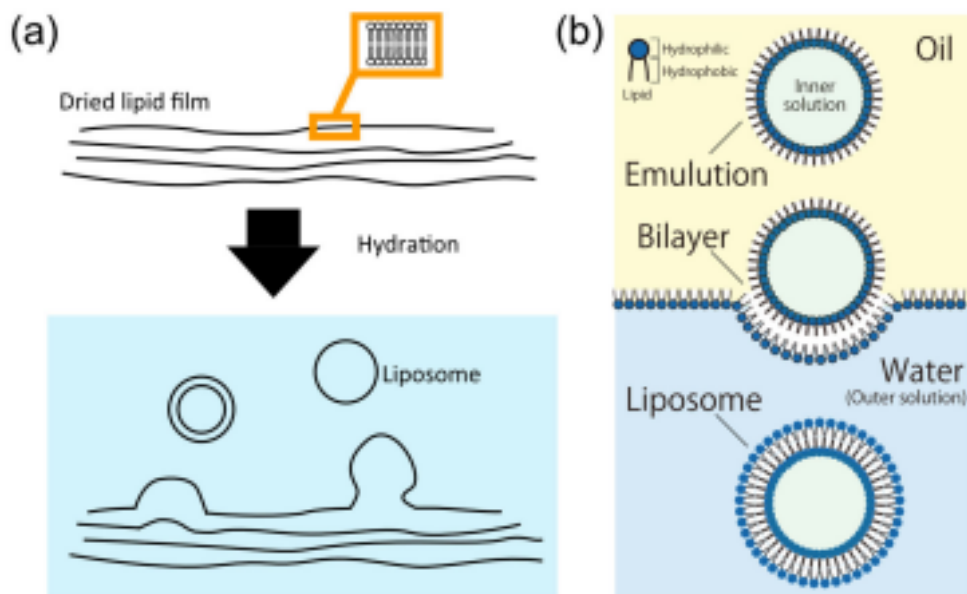 (a)
Dried lipid film
Hydration
Liposome
(b)
Hydrophilic
Hydrophobic
Lipid
Oil
Inner
solution
Emulution
Bilayer
Water
(Outer solution)
Liposome